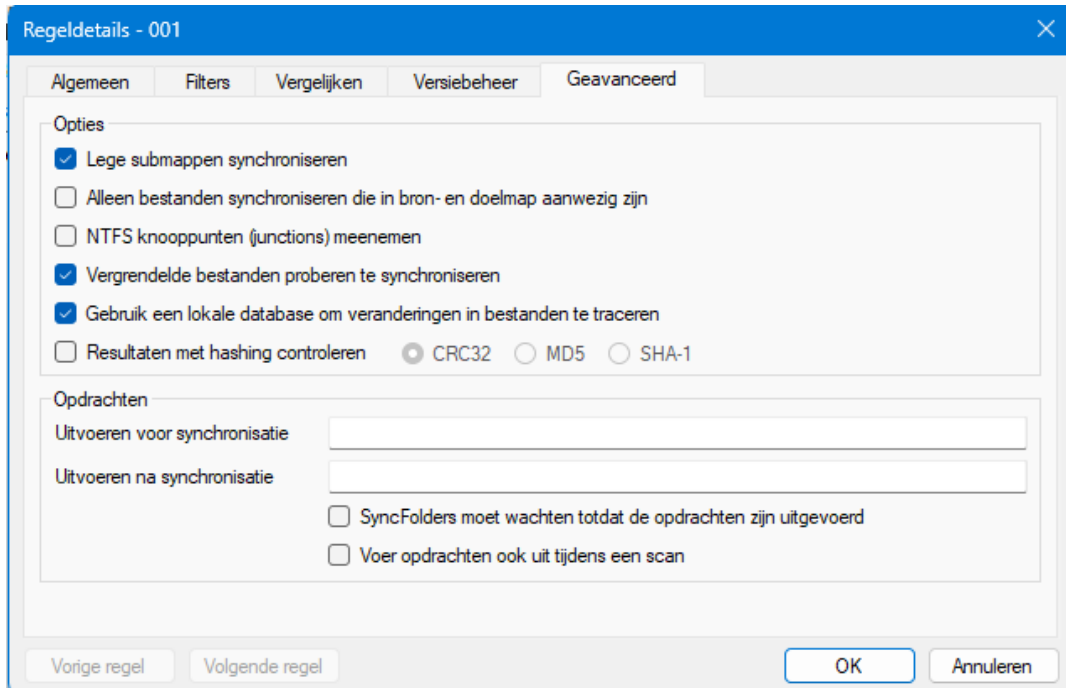 Regeldetails - 001
Algemeen Filters Vergelijken Versiebeheer Geavanceerd
Opties
Lege submappen synchroniseren
Alleen bestanden synchroniseren die in bron- en doelmap aanwezig zijn
NTFS knooppunten (junctions) meenemen
Vergrendelde bestanden proberen te synchroniseren
Gebruik een lokale database om veranderingen in bestanden te traceren
Resultaten met hashing controleren CRC32 MD5 SHA-1
Opdrachten
Uitvoeren voor synchronisatie
Uitvoeren na synchronisatie
SyncFolders moet wachten totdat de opdrachten zijn uitgevoerd
Voer opdrachten ook uit tijdens een scan
Vorige regel Volgende regel OK Annuleren